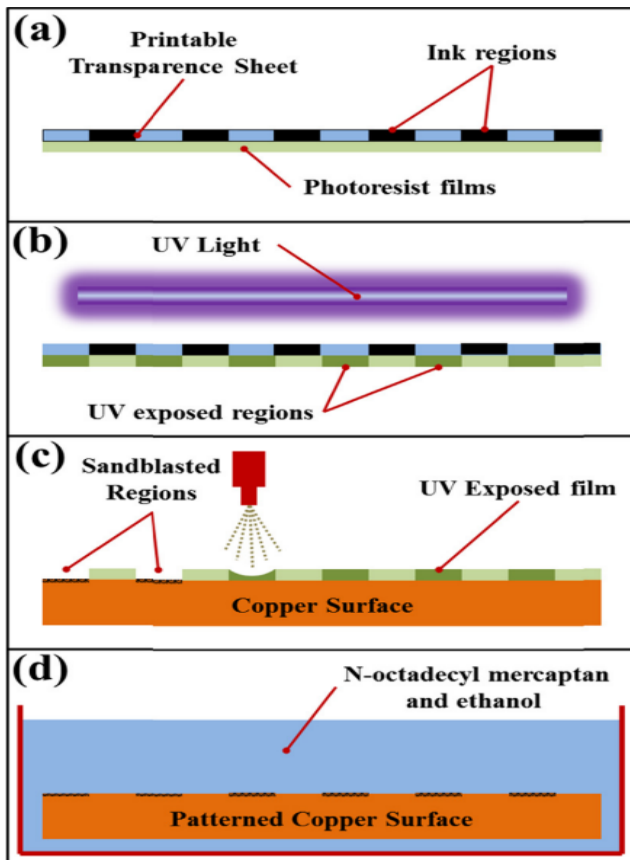 (a)
Printable
Transparence Sheet
Ink regions
Photoresist films
(b)
UV Light
UV exposed regions
(c)
Sandblasted
Regions
UV Exposed film
Copper Surface
(d)
N-octadecyl mercaptan
and ethanol
Patterned Copper Surface